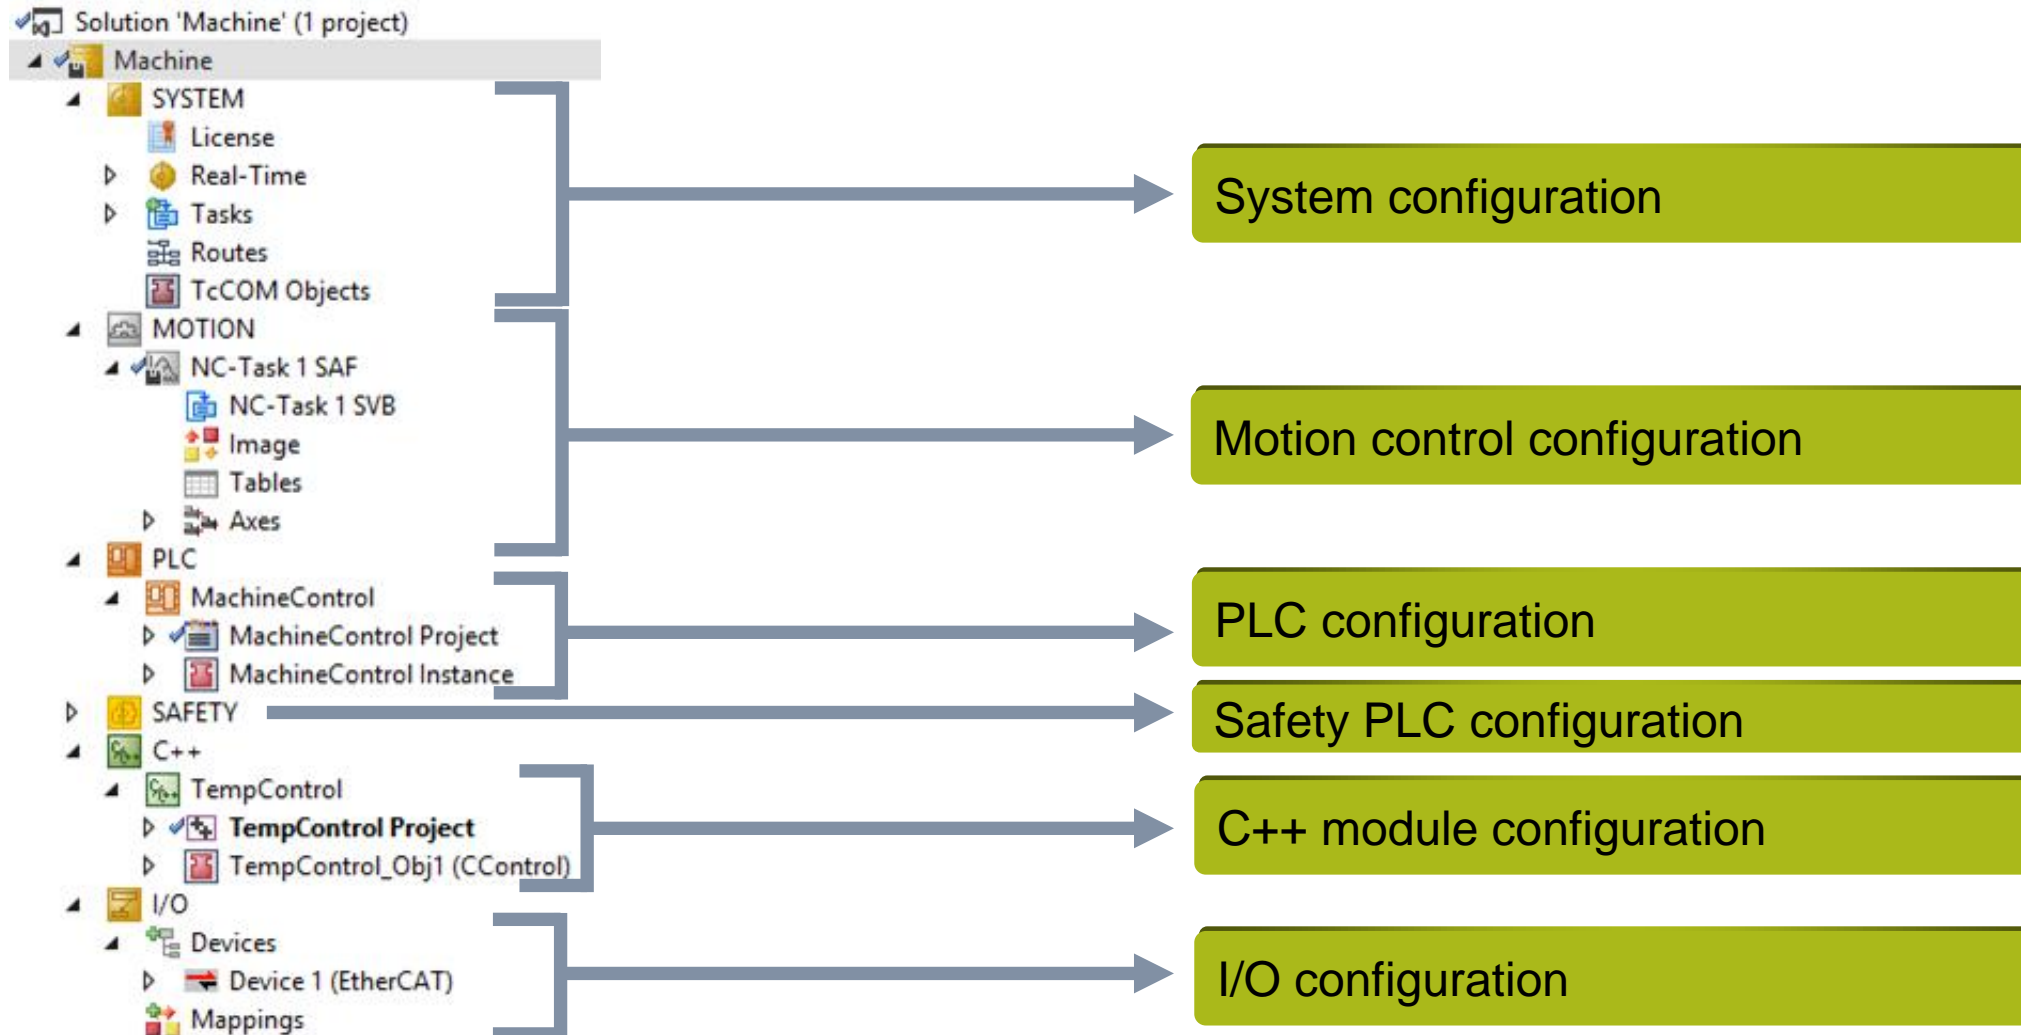 Solution 'Machine' (1 project)
Machine
SYSTEM
License
Real-Time
Tasks
Routes
TcCOM Objects
System configuration
MOTION
NC-Task 1 SAF
NC-Task 1 SVB
Image
Tables
Axes
Motion control configuration
PLC
MachineControl
MachineControl Project
MachineControl Instance
PLC configuration
SAFETY
Safety PLC configuration
C++
TempControl
TempControl Project
TempControl_Obj1 (CControl)
C++ module configuration
I/O
Devices
Device 1 (EtherCAT)
Mappings
I/O configuration